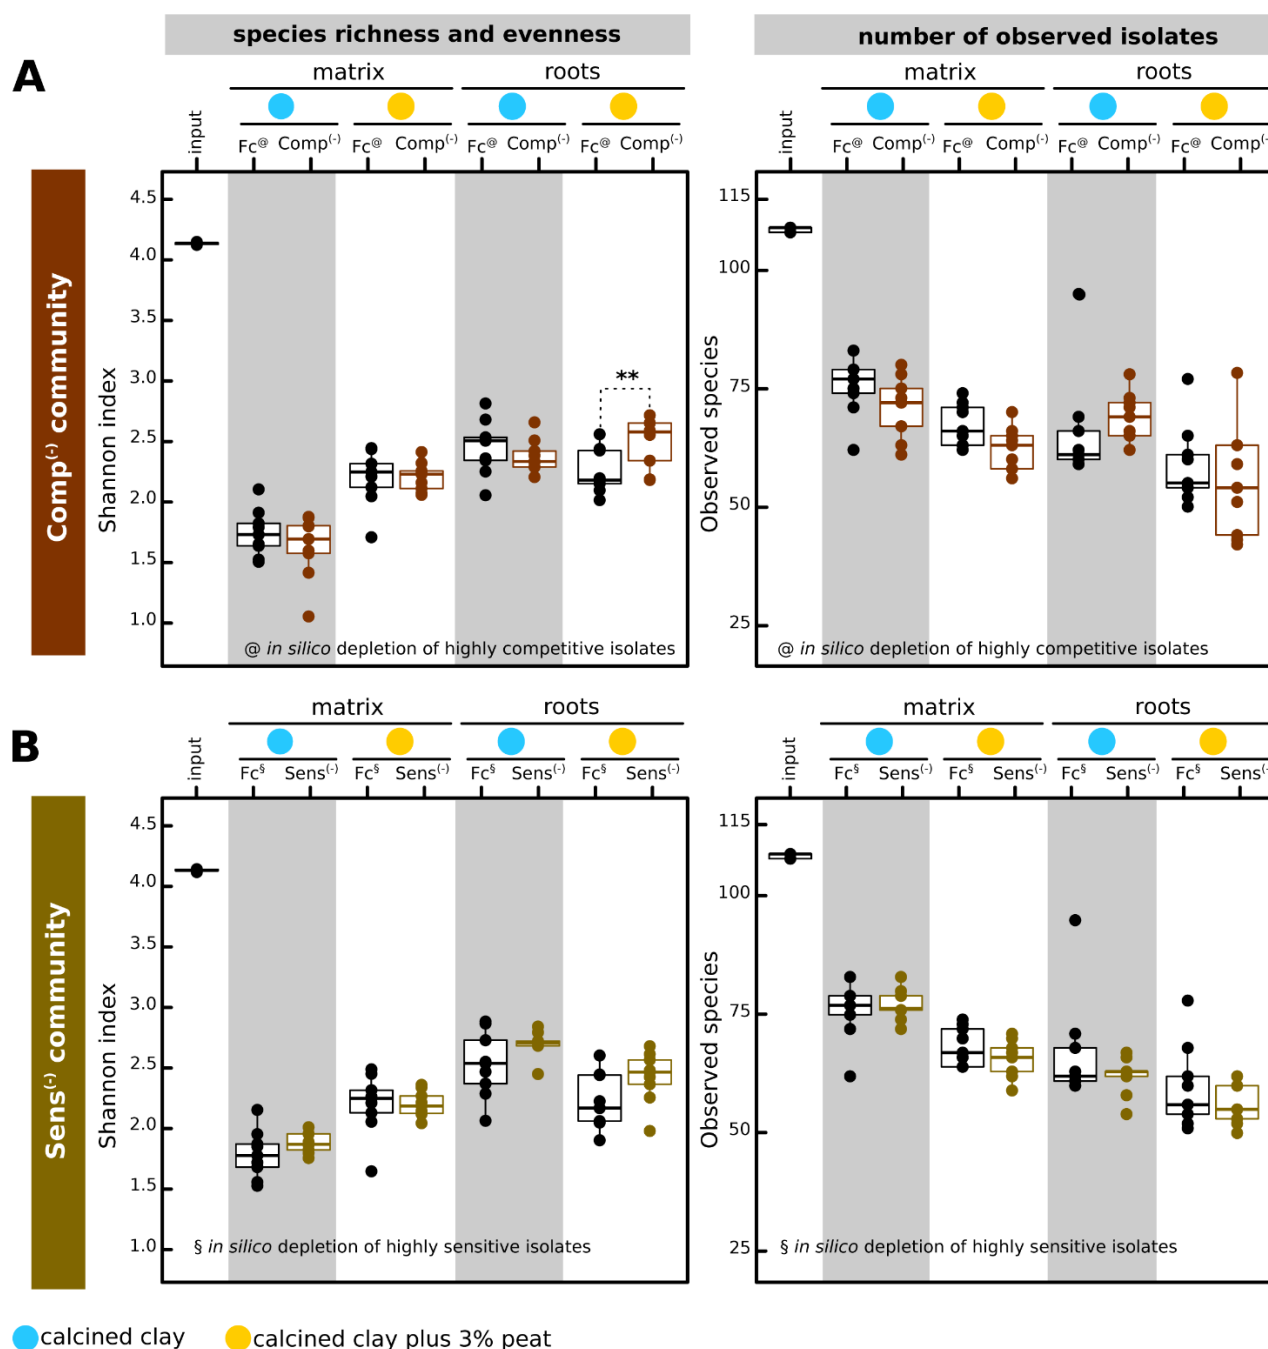 species richness and evenness
number of observed isolates
A
matrix roots
matrix roots
input Fc@ Comp(-) Fc@ Comp(-) Fc@ Comp(-) Fc@ Comp(-)
input Fc@ Comp(-) Fc@ Comp(-) Fc@ Comp(-) Fc@ Comp(-)
Comp(-) community
Shannon index
4.5
4.0
3.5
3.0
2.5
2.0
1.5
1.0
**
@ in silico depletion of highly competitive isolates
Observed species
115
100
75
50
25
@ in silico depletion of highly competitive isolates
B
matrix roots
matrix roots
input Fc§ Sens(-) Fc§ Sens(-) Fc§ Sens(-) Fc§ Sens(-)
input Fc§ Sens(-) Fc§ Sens(-) Fc§ Sens(-) Fc§ Sens(-)
Sens(-) community
Shannon index
4.5
4.0
3.5
3.0
2.5
2.0
1.5
1.0
§ in silico depletion of highly sensitive isolates
Observed species
115
100
75
50
25
§ in silico depletion of highly sensitive isolates
calcined clay
calcined clay plus 3% peat